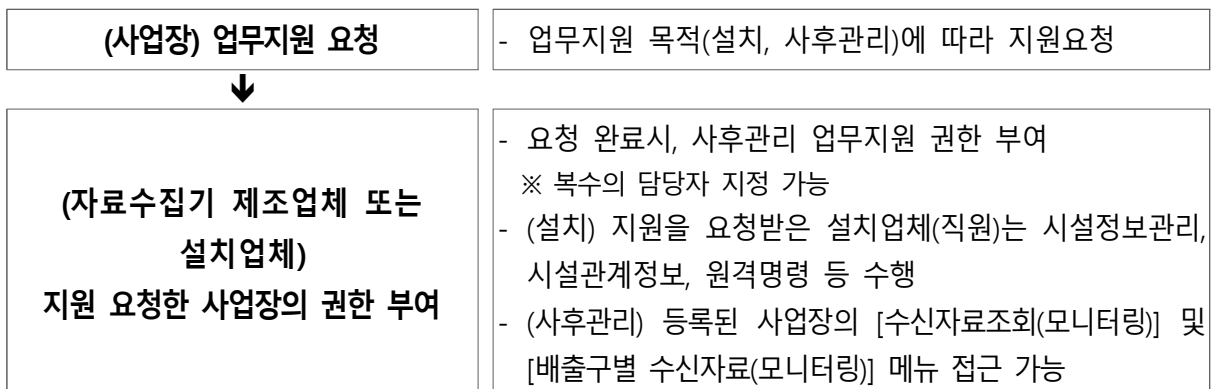 (사업장) 업무지원 요청
- 업무지원 목적(설치, 사후관리)에 따라 지원요청
🡻
(자료수집기 제조업체 또는
설치업체)
지원 요청한 사업장의 권한 부여
- 요청 완료시, 사후관리 업무지원 권한 부여
※ 복수의 담당자 지정 가능
- (설치) 지원을 요청받은 설치업체(직원)는 시설정보관리,
시설관계정보, 원격명령 등 수행
- (사후관리) 등록된 사업장의 [수신자료조회(모니터링)] 및
[배출구별 수신자료(모니터링)] 메뉴 접근 가능